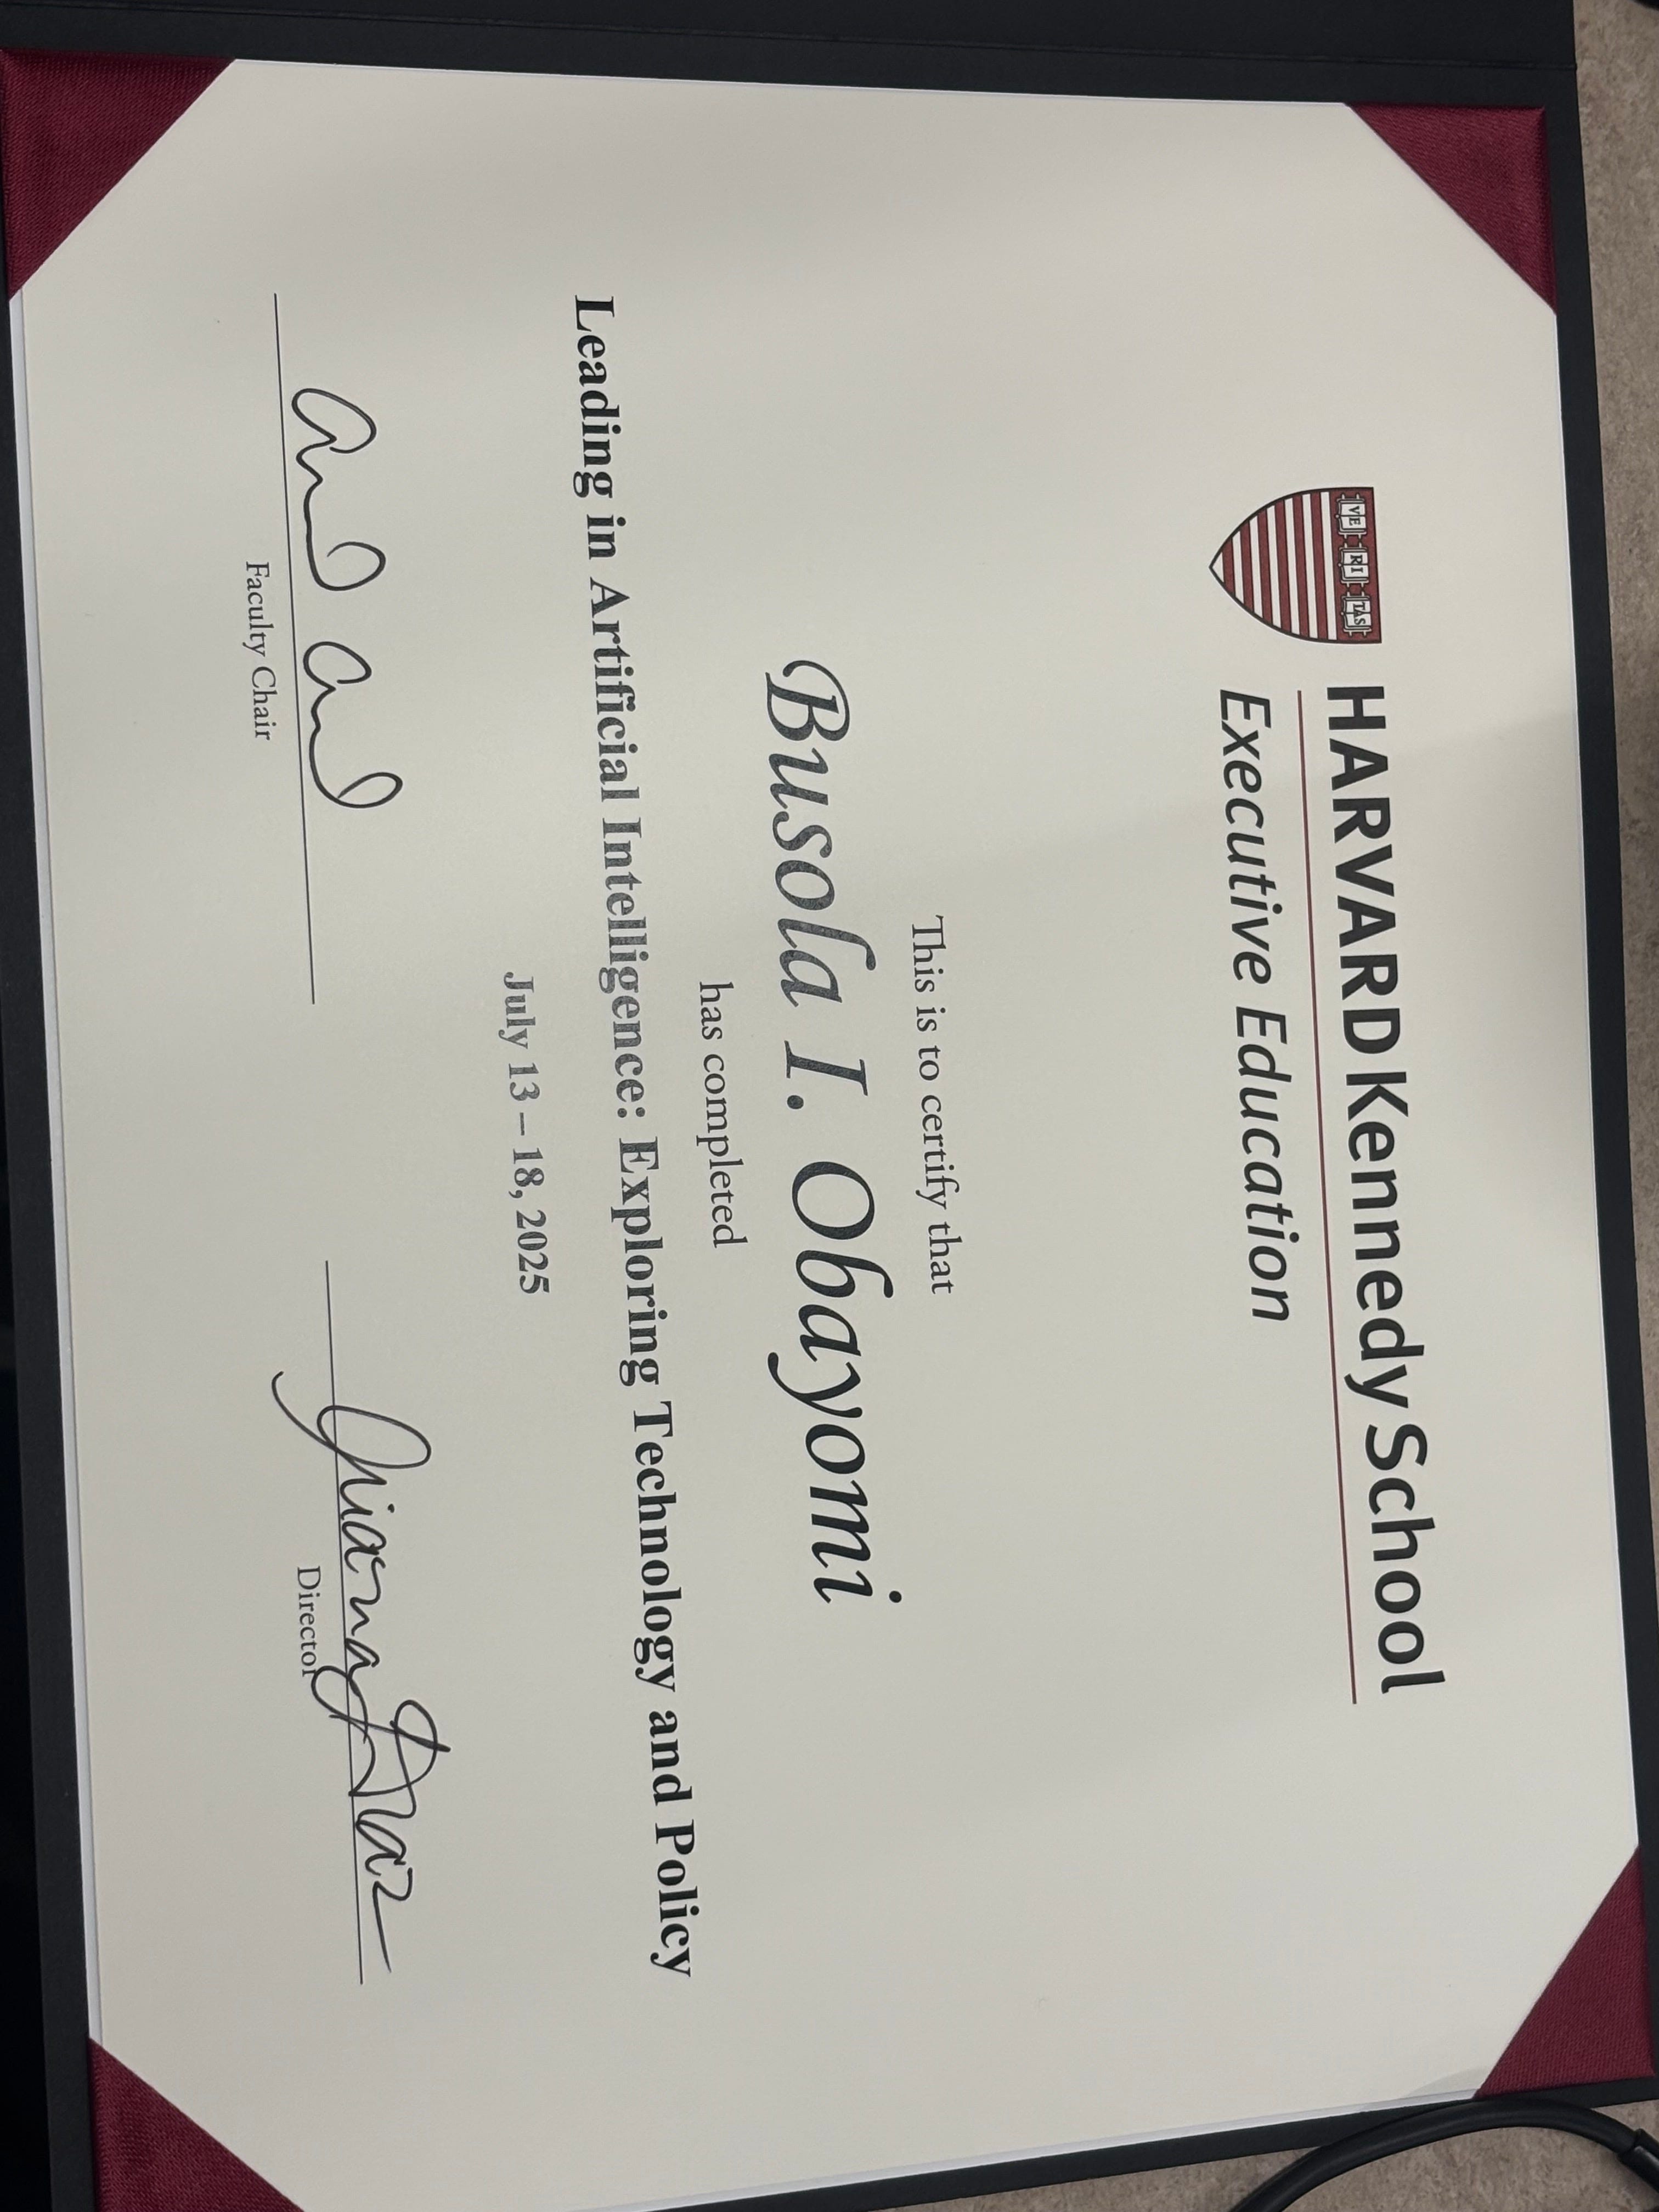 VE RI TAS
HARVARD Kennedy School
Executive Education
This is to certify that
Busola I. Obayomi
has completed
Leading in Artificial Intelligence: Exploring Technology and Policy
July 13 – 18, 2025
Faculty Chair
Director